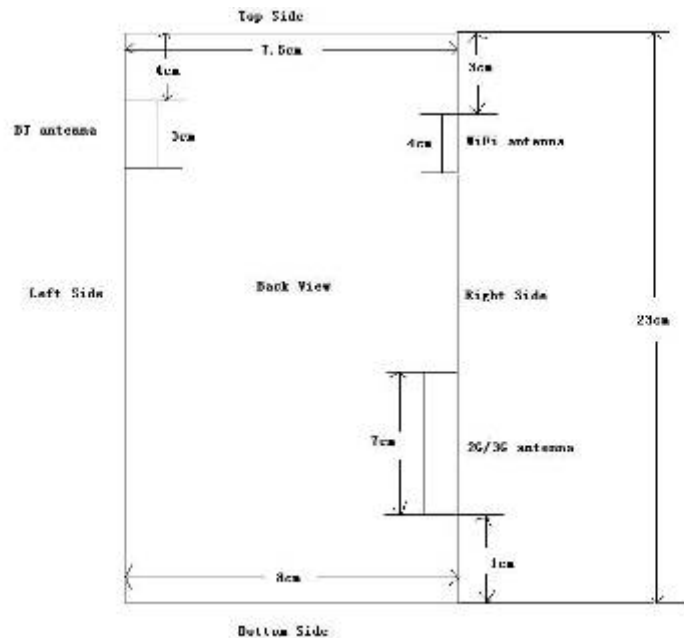 Top Side
7.5cm
4cm
3cm
BT antenna
3cm
4cm
WiFi antenna
Left Side
Back View
Right Side
23cm
7cm
2G/3G antenna
1cm
8cm
Bottom Side